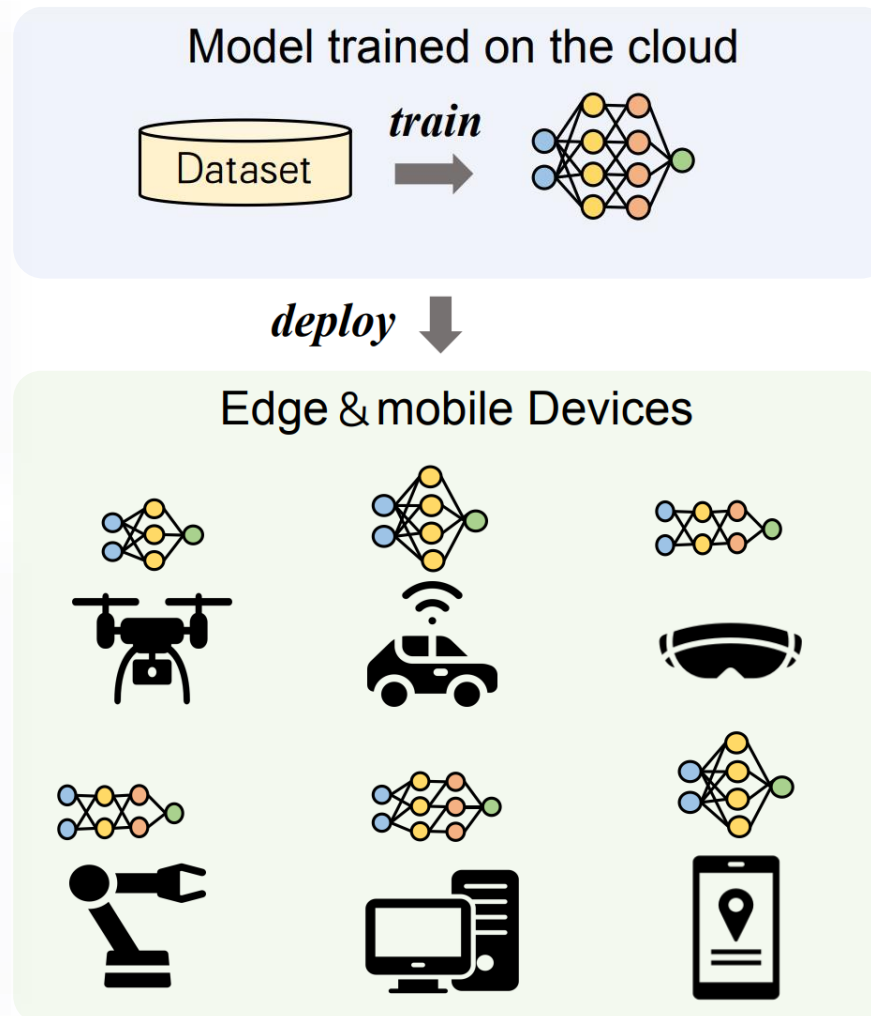 Model trained on the cloud
train
Dataset
deploy
Edge & mobile Devices